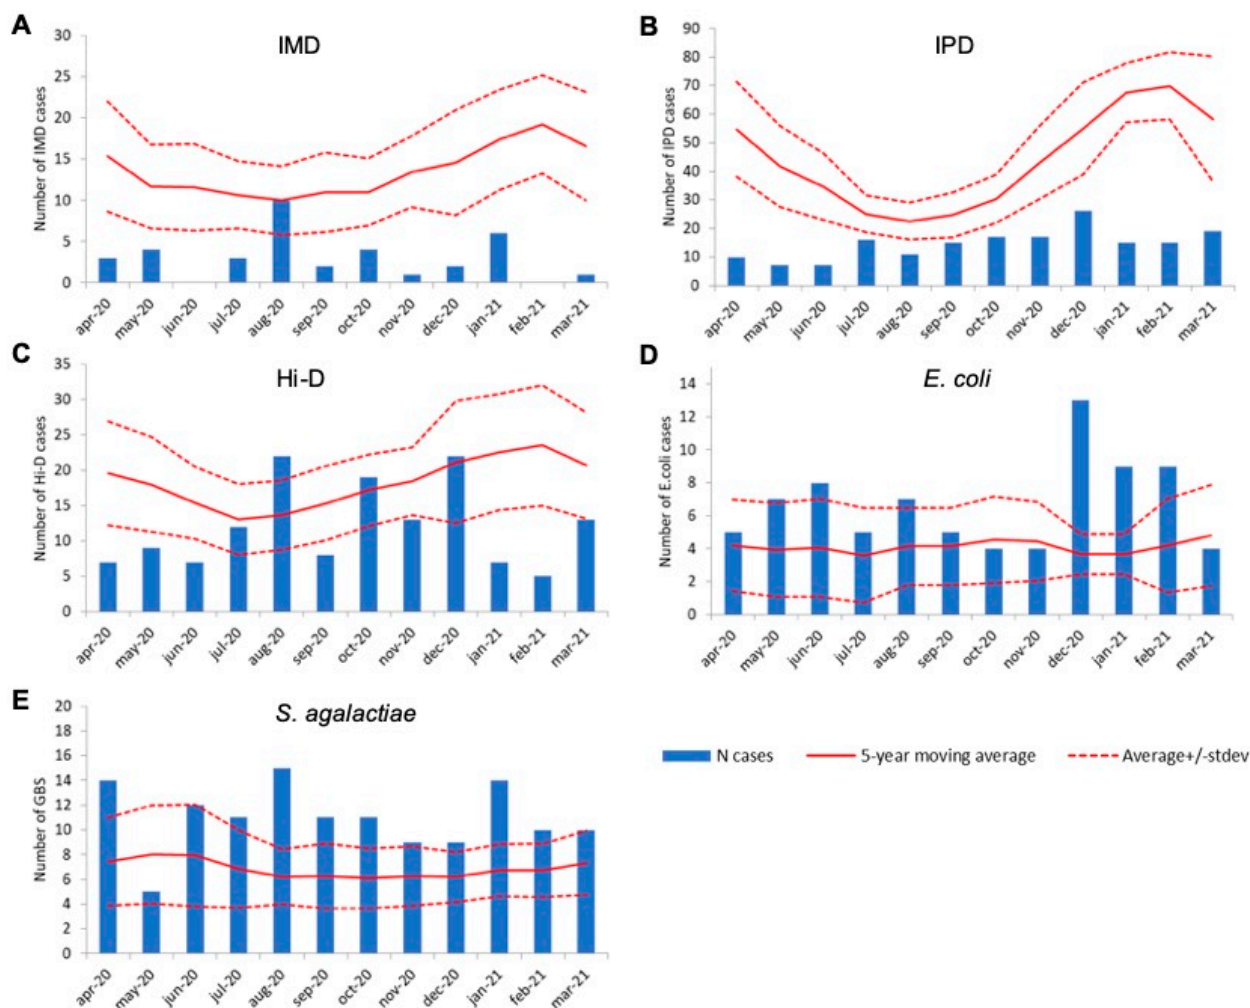 A
IMD
Number of IMD cases
30
25
20
15
10
5
0
apr-20
may-20
jun-20
jul-20
aug-20
sep-20
oct-20
nov-20
dec-20
jan-21
feb-21
mar-21
B
IPD
Number of IPD cases
90
80
70
60
50
40
30
20
10
0
apr-20
may-20
jun-20
jul-20
aug-20
sep-20
oct-20
nov-20
dec-20
jan-21
feb-21
mar-21
C
Hi-D
Number of Hi-D cases
35
30
25
20
15
10
5
0
apr-20
may-20
jun-20
jul-20
aug-20
sep-20
oct-20
nov-20
dec-20
jan-21
feb-21
mar-21
D
E. coli
Number of E.coli cases
14
12
10
8
6
4
2
0
apr-20
may-20
jun-20
jul-20
aug-20
sep-20
oct-20
nov-20
dec-20
jan-21
feb-21
mar-21
E
S. agalactiae
Number of GBS
20
18
16
14
12
10
8
6
4
2
0
apr-20
may-20
jun-20
jul-20
aug-20
sep-20
oct-20
nov-20
dec-20
jan-21
feb-21
mar-21
N cases
5-year moving average
Average+/-stdev